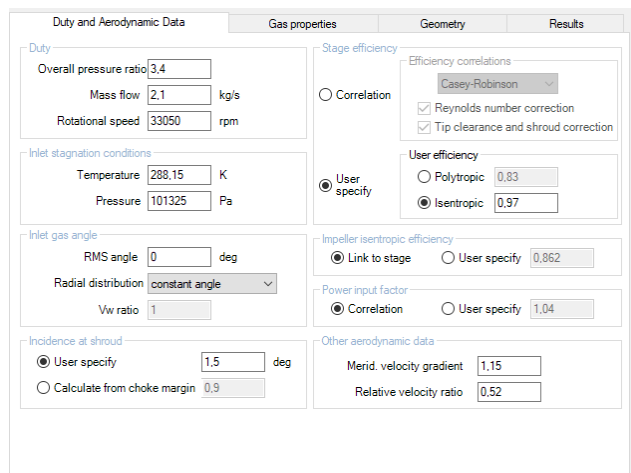 Duty and Aerodynamic Data Gas properties Geometry Results
Duty
Overall pressure ratio 3,4
Mass flow 2,1 kg/s
Rotational speed 33050 rpm
Inlet stagnation conditions
Temperature 288,15 K
Pressure 101325 Pa
Inlet gas angle
RMS angle 0 deg
Radial distribution constant angle
Vw ratio 1
Incidence at shroud
User specify 1,5 deg
Calculate from choke margin 0,9
Stage efficiency
Efficiency correlations
Correlation
Casey-Robinson
Reynolds number correction
Tip clearance and shroud correction
User specify
User efficiency
Polytropic 0,83
Isentropic 0,97
Impeller isentropic efficiency
Link to stage User specify 0,862
Power input factor
Correlation User specify 1,04
Other aerodynamic data
Merid. velocity gradient 1,15
Relative velocity ratio 0,52